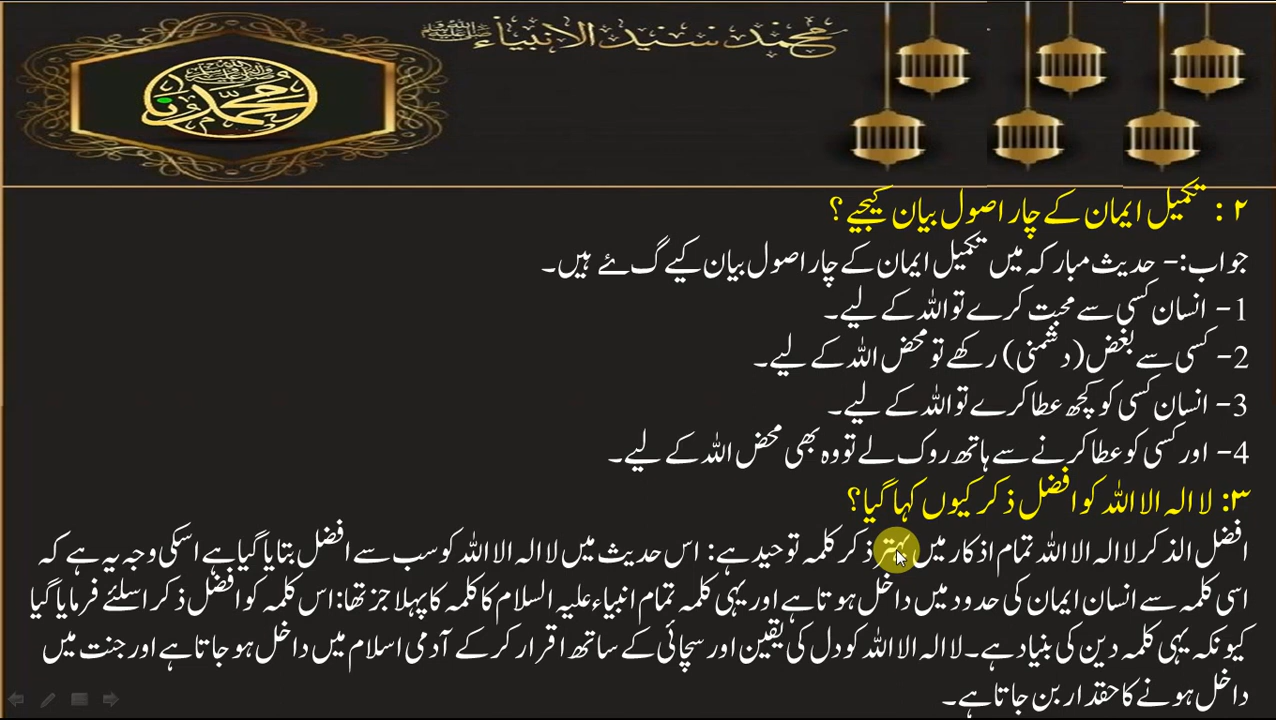 محمد سید الانبیاء ﷺ
محمد
۲ : تکمیل ایمان کے چار اصول بیان کیجیے ؟
جواب:- حدیث مبارکہ میں تکمیل ایمان کے چار اصول بیان کیے گ ئے ہیں۔
1- انسان کسی سے محبت کرے تو اللہ کے لیے۔
2- کسی سے بغض(دشمنی) رکھے تو محض اللہ کے لیے۔
3- انسان کسی کو کچھ عطا کرے تو اللہ کے لیے۔
4- اور کسی کو عطا کرنے سے ہاتھ روک لے تو وہ بھی محض اللہ کے لیے۔
۳: لا الہ الا اللہ کو افضل ذکر کیوں کہا گیا؟
افضل الذکر لا الہ الا اللہ تمام اذکار میں بہتر ذکر کلمہ توحید ہے: اس حدیث میں لا الہ الا اللہ کو سب سے افضل بتایا گیا ہے اسکی وجہ یہ ہے کہ
اسی کلمہ سے انسان ایمان کی حدود میں داخل ہوتا ہے اور یہی کلمہ تمام انبیاء علیہ السلام کا کلمہ کا پہلا جز تھا: اس کلمہ کو افضل ذکر اسلئے فرمایا گیا
کیونکہ یہی کلمہ دین کی بنیاد ہے۔ لا الہ الا اللہ کو دل کی یقین اور سچائی کے ساتھ اقرار کر کے آدمی اسلام میں داخل ہو جاتا ہے اور جنت میں
داخل ہونے کا حقدار بن جاتا ہے۔